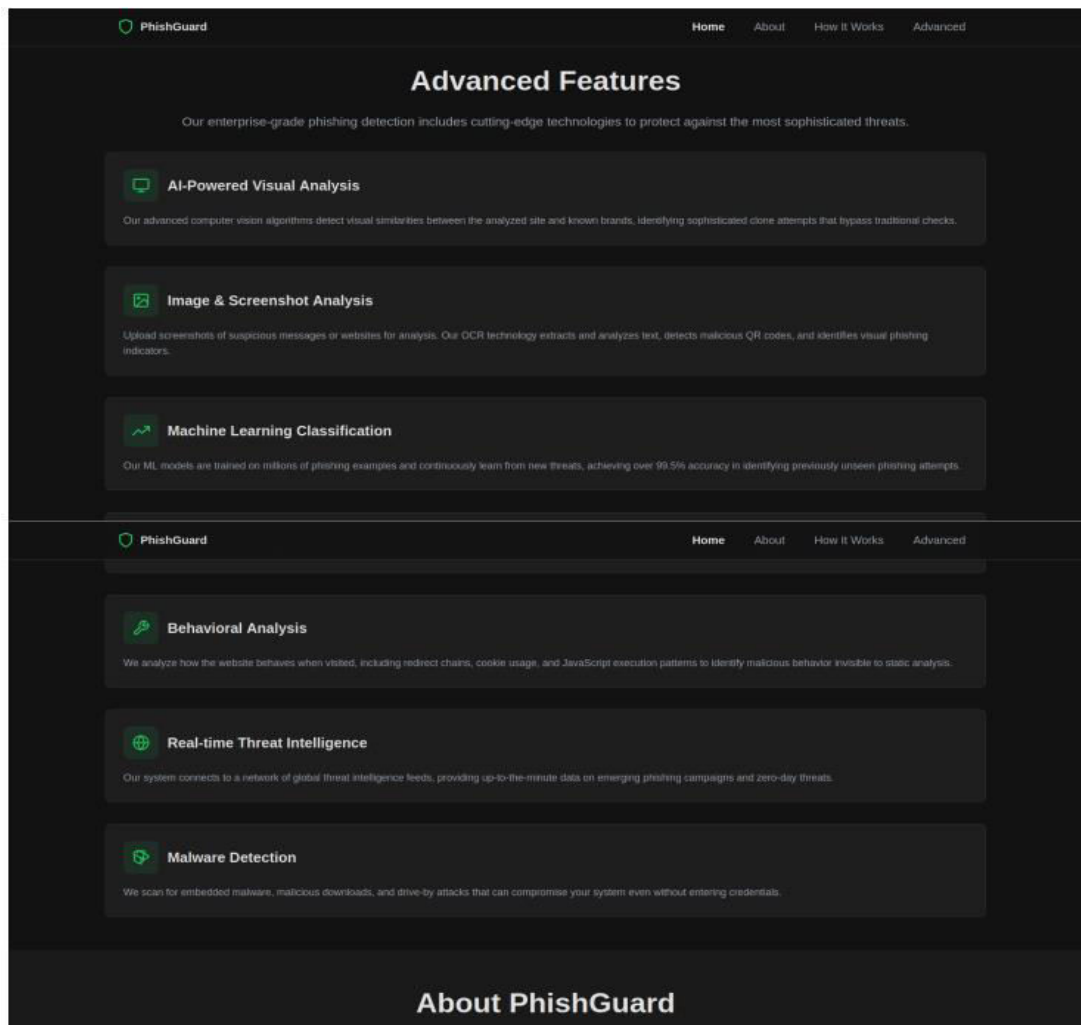 PhishGuard
Home About How It Works Advanced
Advanced Features
Our enterprise-grade phishing detection includes cutting-edge technologies to protect against the most sophisticated threats.
AI-Powered Visual Analysis
Our advanced computer vision algorithms detect visual similarities between the analyzed site and known brands, identifying sophisticated clone attempts that bypass traditional checks.
Image & Screenshot Analysis
Upload screenshots of suspicious messages or websites for analysis. Our OCR technology extracts and analyzes text, detects malicious QR codes, and identifies visual phishing
indicators.
Machine Learning Classification
Our ML models are trained on millions of phishing examples and continuously learn from new threats, achieving over 99.5% accuracy in identifying previously unseen phishing attempts.
PhishGuard
Home About How It Works Advanced
Behavioral Analysis
We analyze how the website behaves when visited, including redirect chains, cookie usage, and JavaScript execution patterns to identify malicious behavior invisible to static analysis.
Real-time Threat Intelligence
Our system connects to a network of global threat intelligence feeds, providing up-to-the-minute data on emerging phishing campaigns and zero-day threats.
Malware Detection
We scan for embedded malware, malicious downloads, and drive-by attacks that can compromise your system even without entering credentials.
About PhishGuard